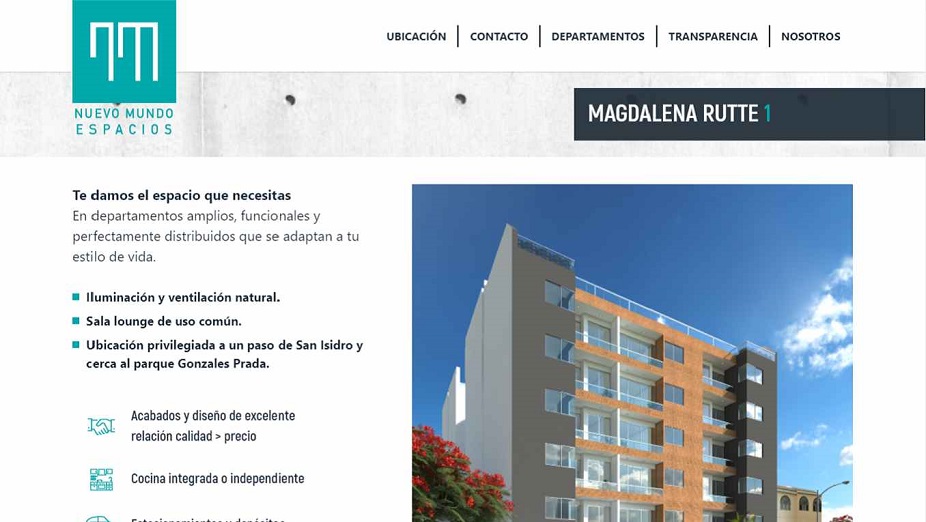 UBICACIÓN
CONTACTO
DEPARTAMENTOS
TRANSPARENCIA
NOSOTROS
NUEVO MUNDO
ESPACIOS
MAGDALENA RUTTE 1
Te damos el espacio que necesitas
En departamentos amplios, funcionales y
perfectamente distribuidos que se adaptan a tu
estilo de vida.
Iluminación y ventilación natural.
Sala lounge de uso común.
Ubicación privilegiada a un paso de San Isidro y
cerca al parque Gonzales Prada.
Acabados y diseño de excelente
relación calidad > precio
Cocina integrada o independiente
Estacionamientos y depósitos